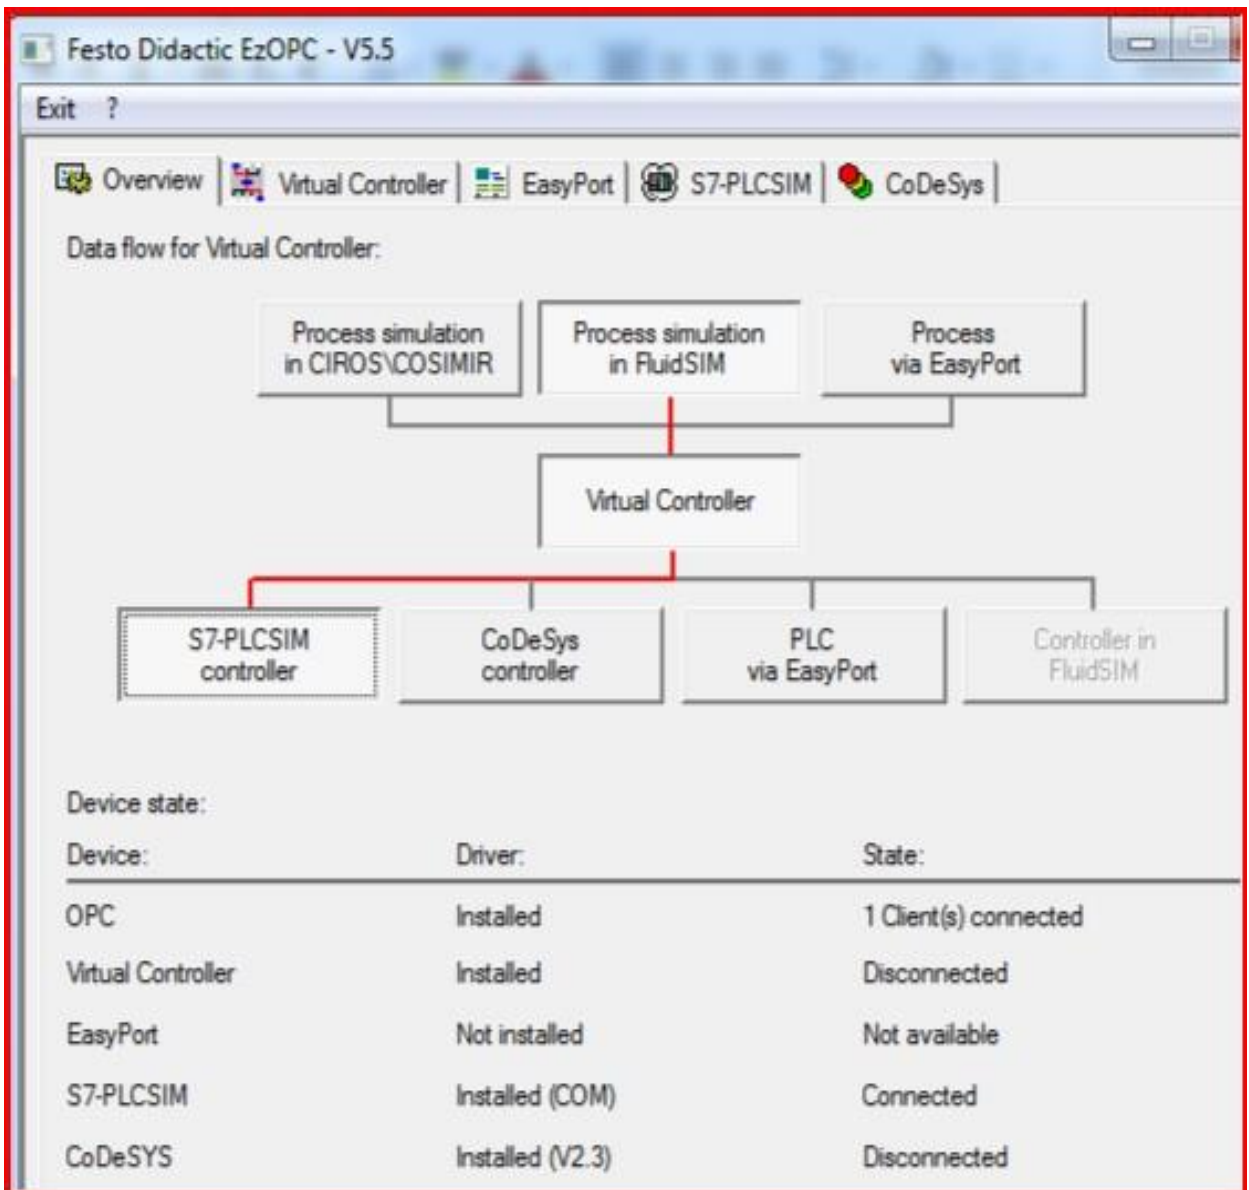 Festo Didactic EzOPC - V5.5
Exit ?
Overview Virtual Controller EasyPort S7-PLCSIM CoDeSys
Data flow for Virtual Controller:
Process simulation
in CIROS\COSIMIR
Process simulation
in FluidSIM
Process
via EasyPort
Virtual Controller
S7-PLCSIM
controller
CoDeSys
controller
PLC
via EasyPort
Controller in
FluidSIM
Device state:
Device: Driver: State:
OPC Installed 1 Client(s) connected
Virtual Controller Installed Disconnected
EasyPort Not installed Not available
S7-PLCSIM Installed (COM) Connected
CoDeSYS Installed (V2.3) Disconnected